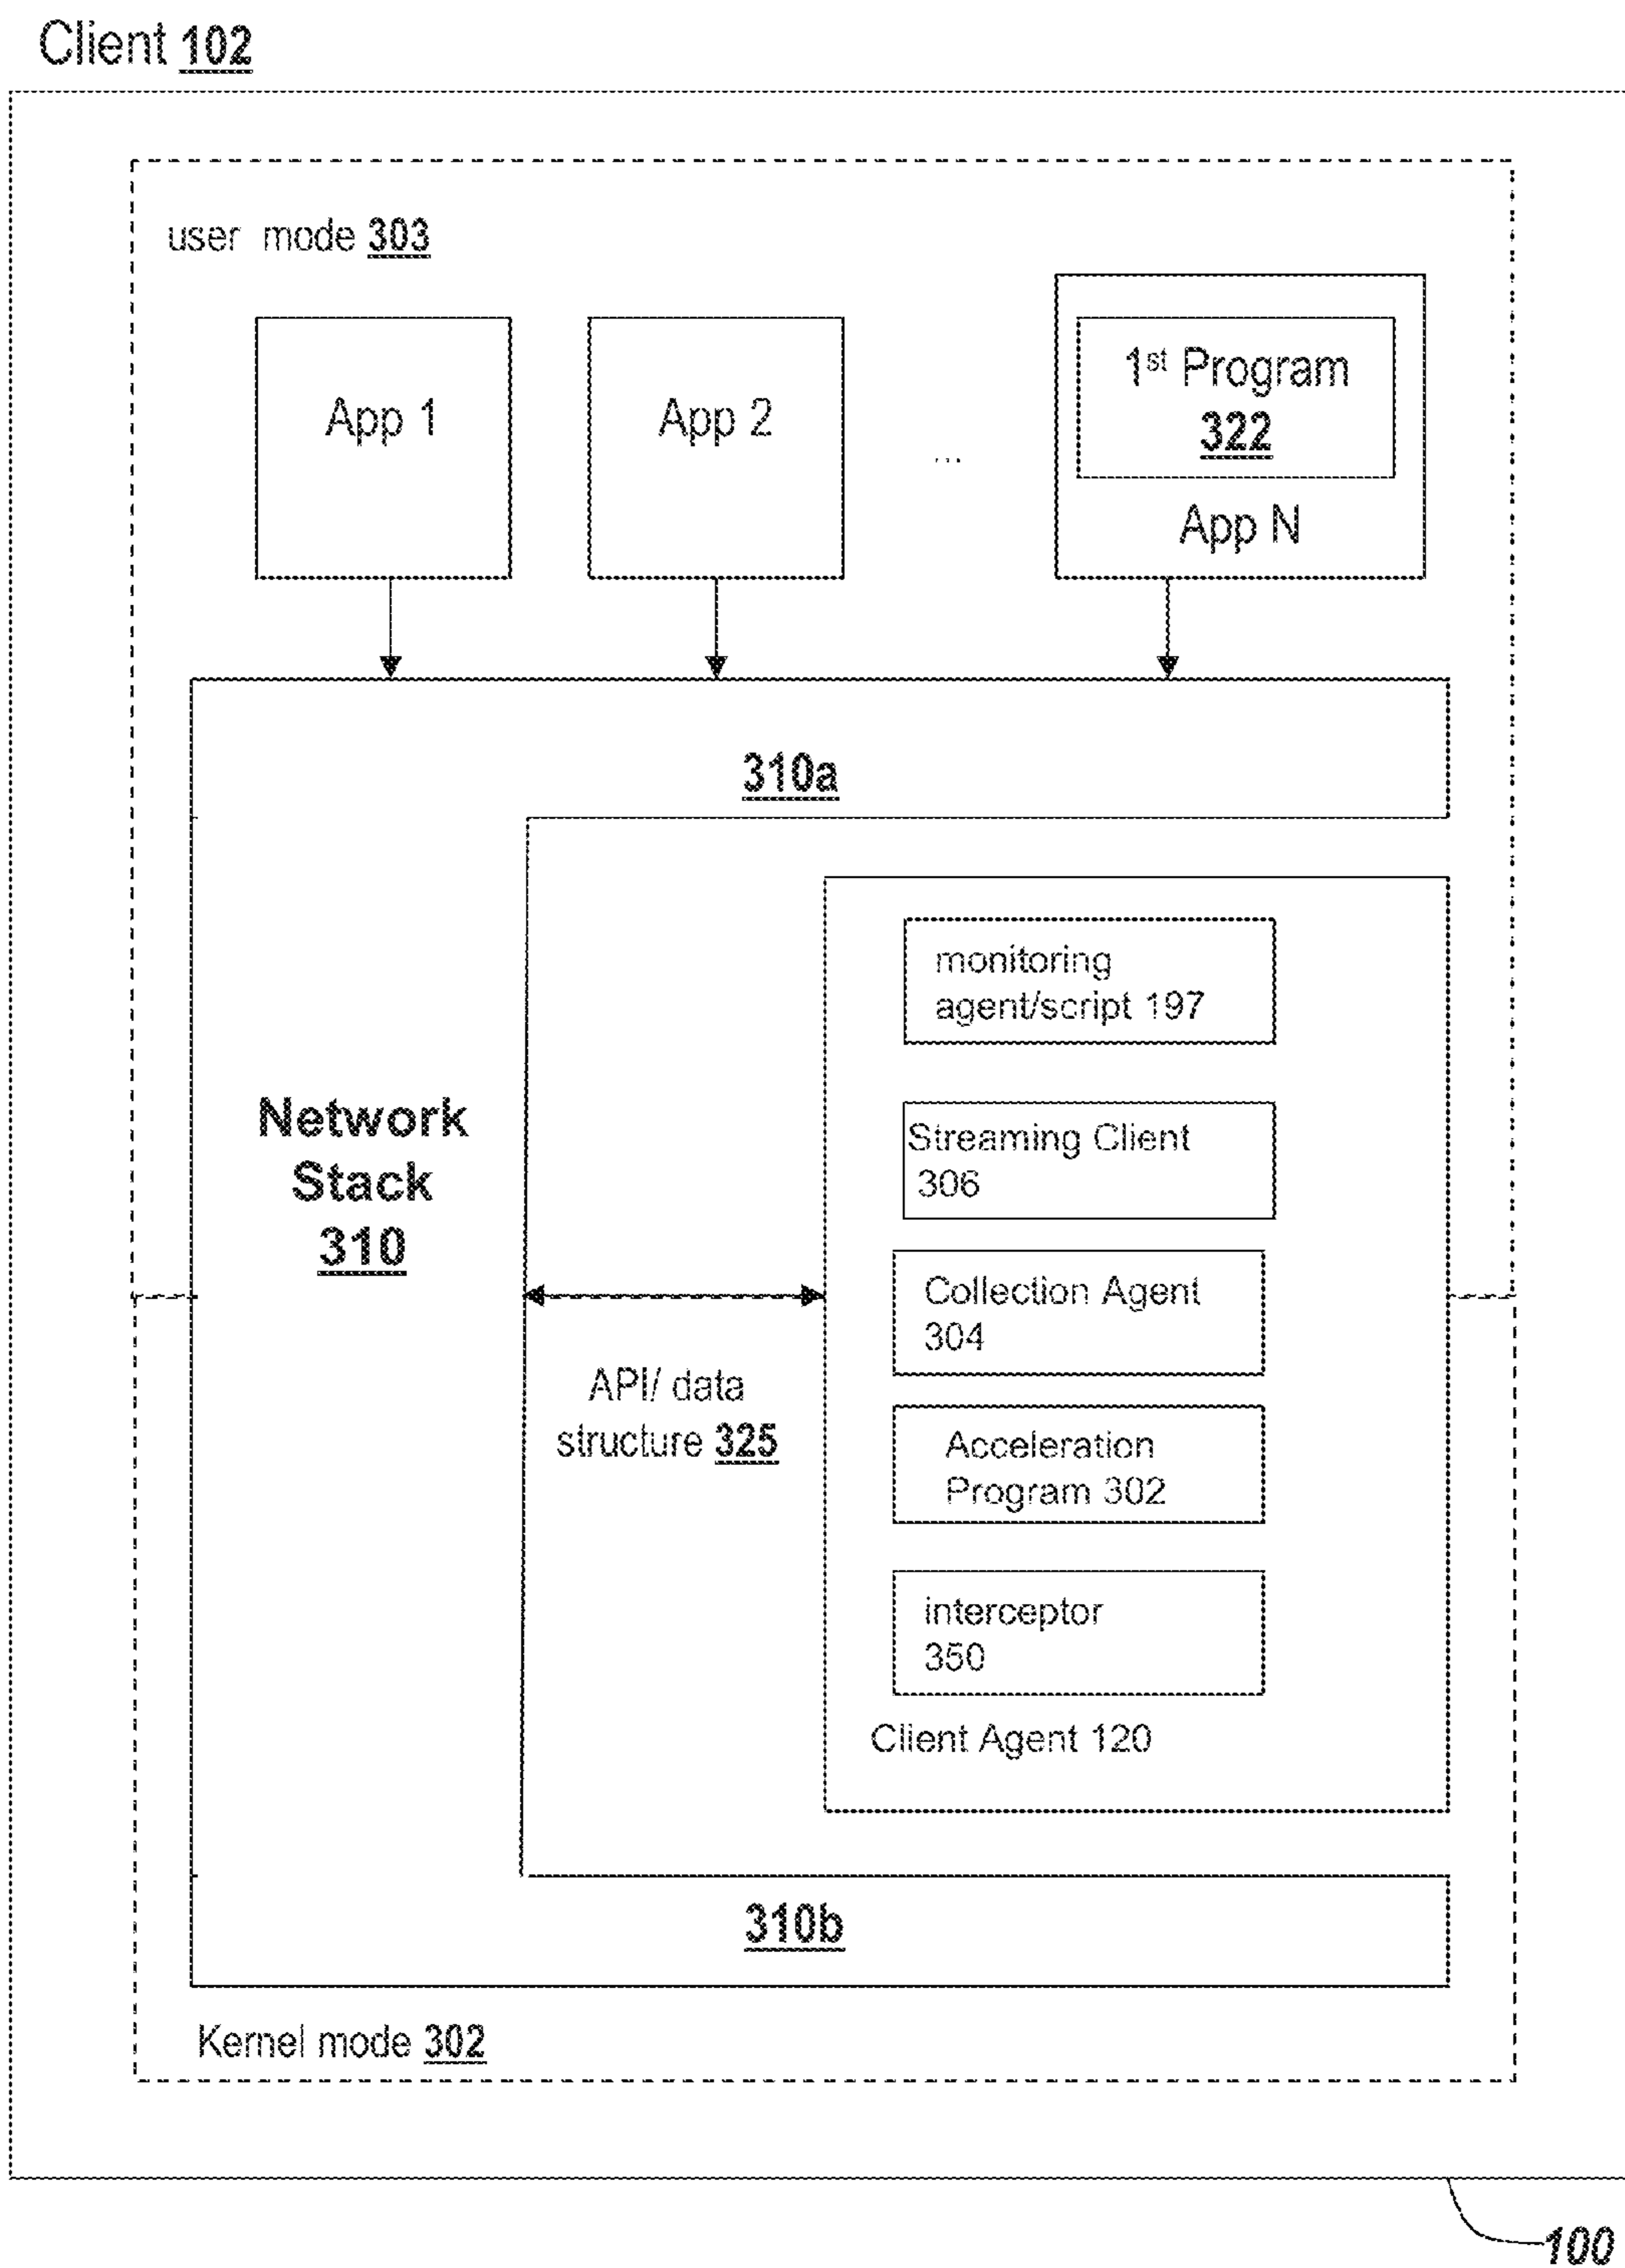 Client 102
user mode 303
App 1
App 2
...
1st Program
322
App N
310a
Network
Stack
310
API/ data
structure 325
monitoring
agent/script 197
Streaming Client
306
Collection Agent
304
Acceleration
Program 302
interceptor
350
Client Agent 120
310b
Kernel mode 302
100